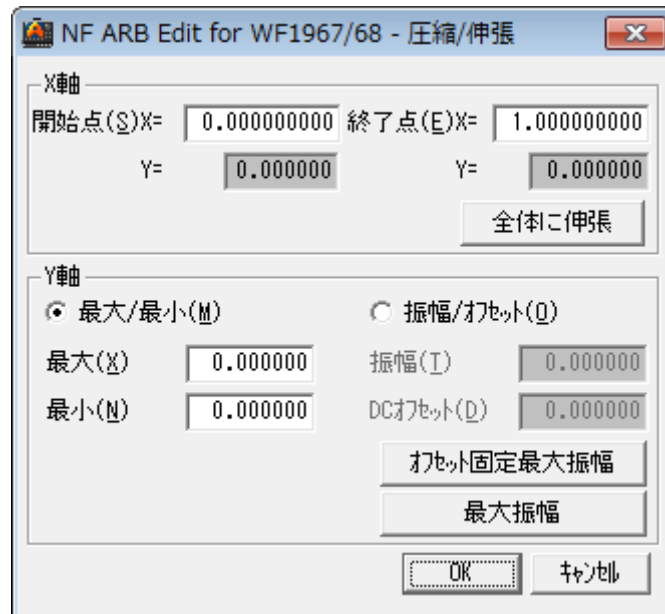 NF ARB Edit for WF1967/68 - 圧縮/伸張
X軸
開始点(S)X= 0.000000000 終了点(E)X= 1.000000000
Y= 0.000000 Y= 0.000000
全体に伸張
Y軸
最大/最小(M) 振幅/ｵﾌｾｯﾄ(O)
最大(X) 0.000000 振幅(T) 0.000000
最小(N) 0.000000 DCｵﾌｾｯﾄ(D) 0.000000
ｵﾌｾｯﾄ固定最大振幅
最大振幅
OK ｷｬﾝｾﾙ